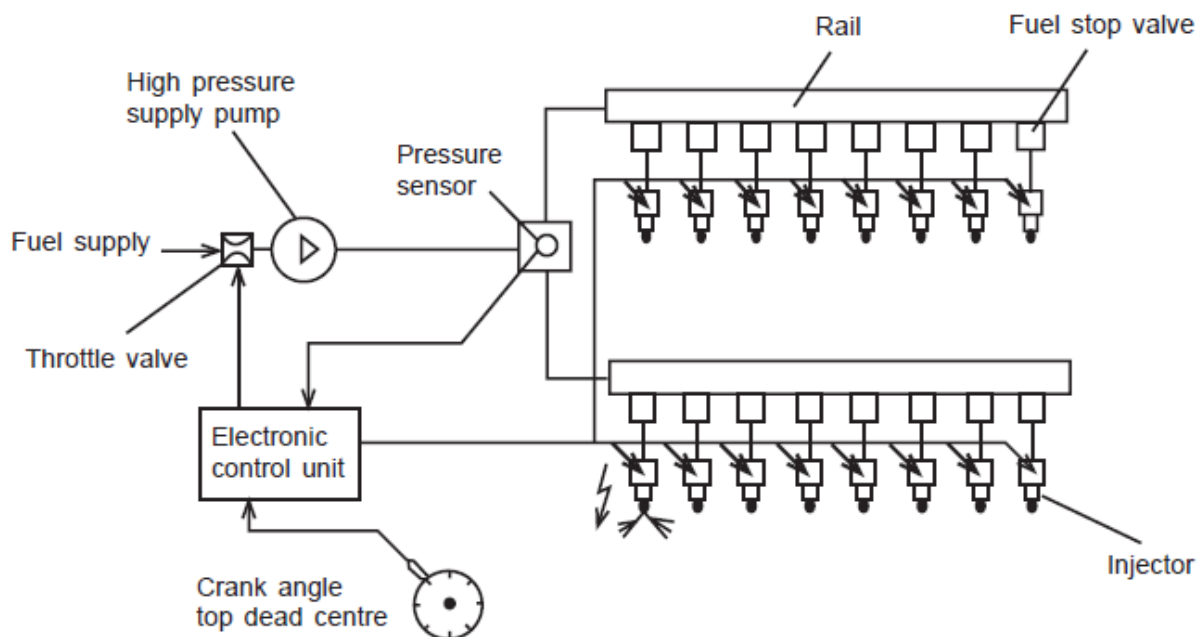 Rail
Fuel stop valve
High pressure
supply pump
Pressure
sensor
Fuel supply
Throttle valve
Electronic
control unit
Injector
Crank angle
top dead centre